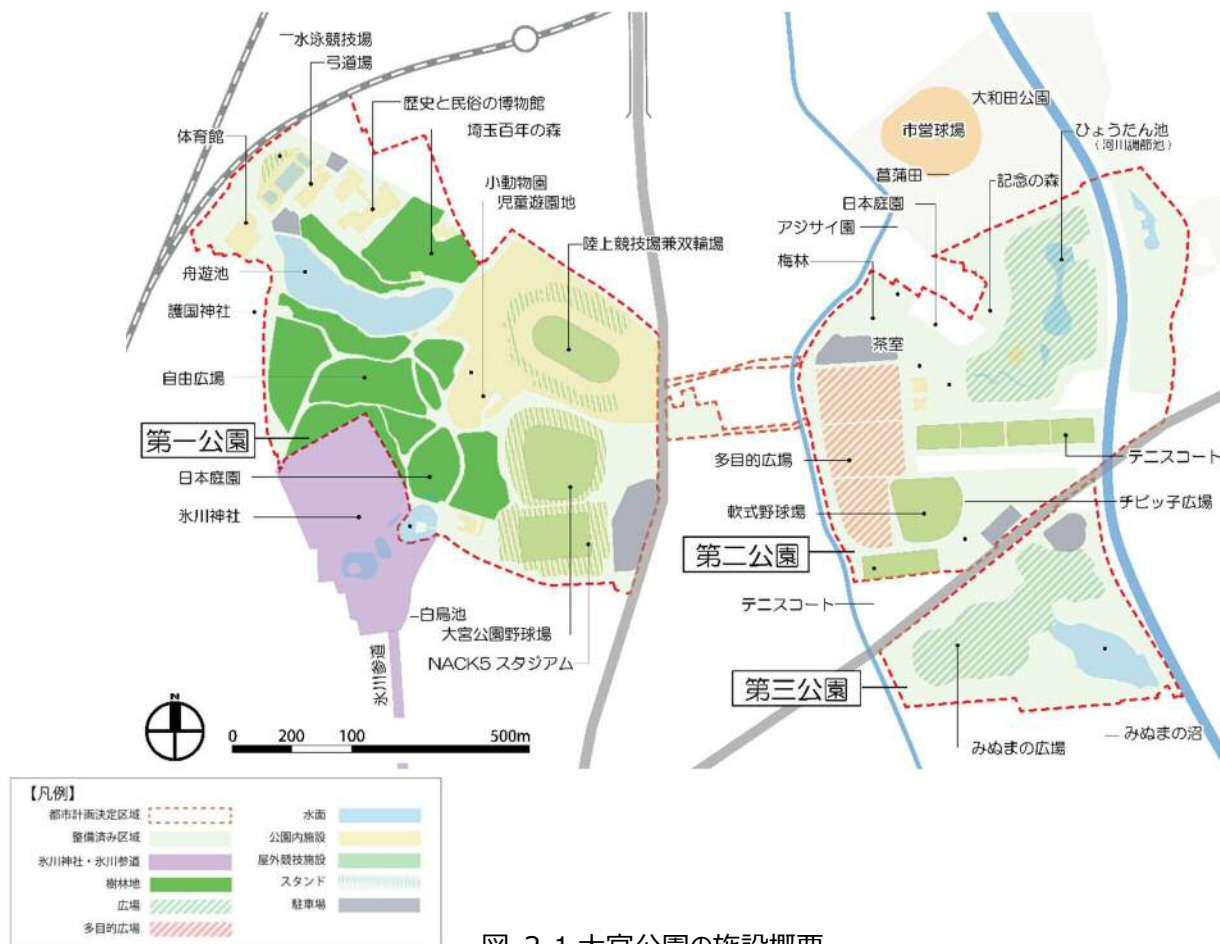 水泳競技場
弓道場
歴史と民俗の博物館
埼玉百年の森
体育館
小動物園
児童遊園地
陸上競技場兼双輪場
舟遊池
護国神社
自由広場
第一公園
日本庭園
氷川神社
白鳥池
大宮公園野球場
NACK5 スタジアム
氷川参道
大和田公園
市営球場
ひょうたん池
(河川調節池)
菖蒲田
記念の森
日本庭園
アジサイ園
梅林
茶室
多目的広場
テニスコート
軟式野球場
チビッ子広場
第二公園
テニスコート
第三公園
みぬまの沼
みぬまの広場
N
0 200 100 500m
【凡例】
都市計画決定区域
整備済み区域
氷川神社・氷川参道
樹林地
広場
多目的広場
水面
公園内施設
屋外競技施設
スタンド
駐車場